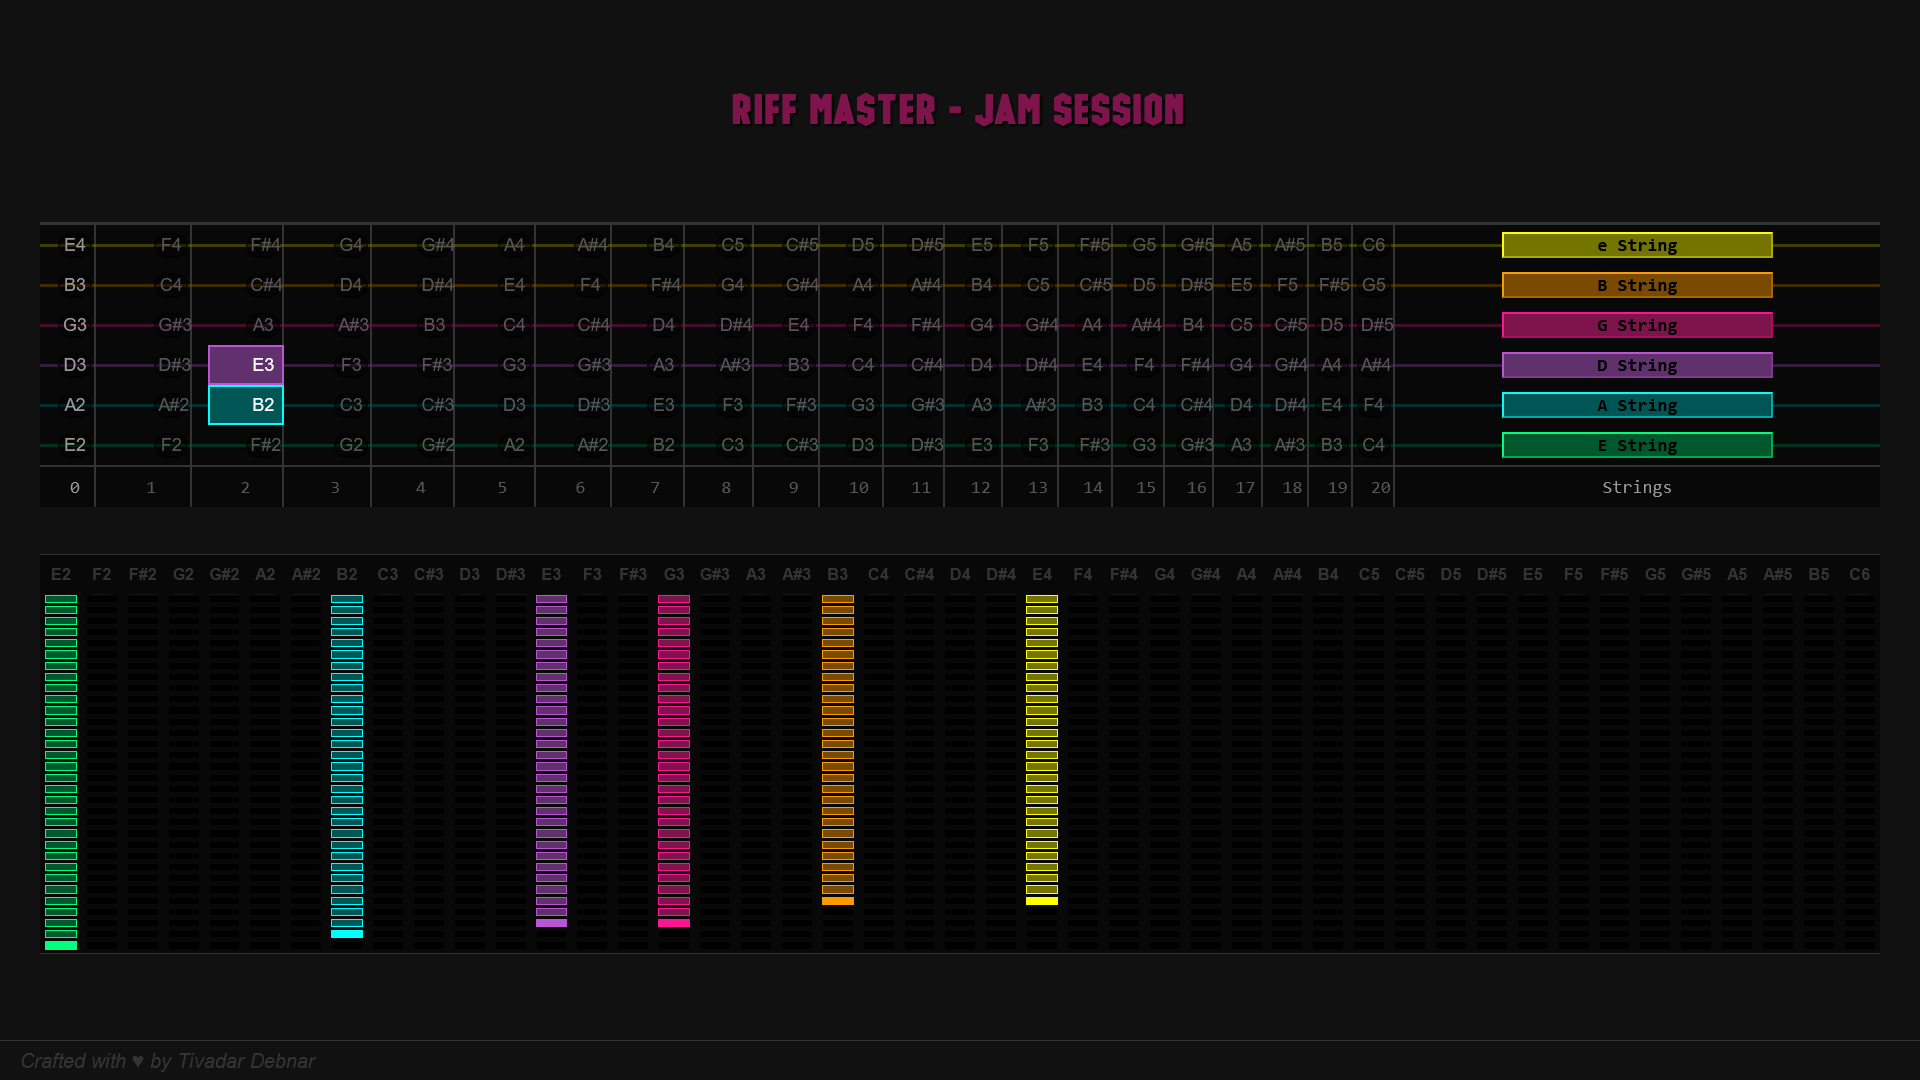 RIFF MASTER - JAM SESSION
E4 F4 F#4 G4 G#4 A4 A#4 B4 C5 C#5 D5 D#5 E5 F5 F#5 G5 G#5 A5 A#5 B5 C6 e String
B3 C4 C#4 D4 D#4 E4 F4 F#4 G4 G#4 A4 A#4 B4 C5 C#5 D5 D#5 E5 F5 F#5 G5 B String
G3 G#3 A3 A#3 B3 C4 C#4 D4 D#4 E4 F4 F#4 G4 G#4 A4 A#4 B4 C5 C#5 D5 D#5 G String
D3 D#3 E3 F3 F#3 G3 G#3 A3 A#3 B3 C4 C#4 D4 D#4 E4 F4 F#4 G4 G#4 A4 A#4 D String
A2 A#2 B2 C3 C#3 D3 D#3 E3 F3 F#3 G3 G#3 A3 A#3 B3 C4 C#4 D4 D#4 E4 F4 A String
E2 F2 F#2 G2 G#2 A2 A#2 B2 C3 C#3 D3 D#3 E3 F3 F#3 G3 G#3 A3 A#3 B3 C4 E String
0 1 2 3 4 5 6 7 8 9 10 11 12 13 14 15 16 17 18 19 20 Strings
E2 F2 F#2 G2 G#2 A2 A#2 B2 C3 C#3 D3 D#3 E3 F3 F#3 G3 G#3 A3 A#3 B3 C4 C#4 D4 D#4 E4 F4 F#4 G4 G#4 A4 A#4 B4 C5 C#5 D5 D#5 E5 F5 F#5 G5 G#5 A5 A#5 B5 C6
Crafted with ♥ by Tivadar Debnar